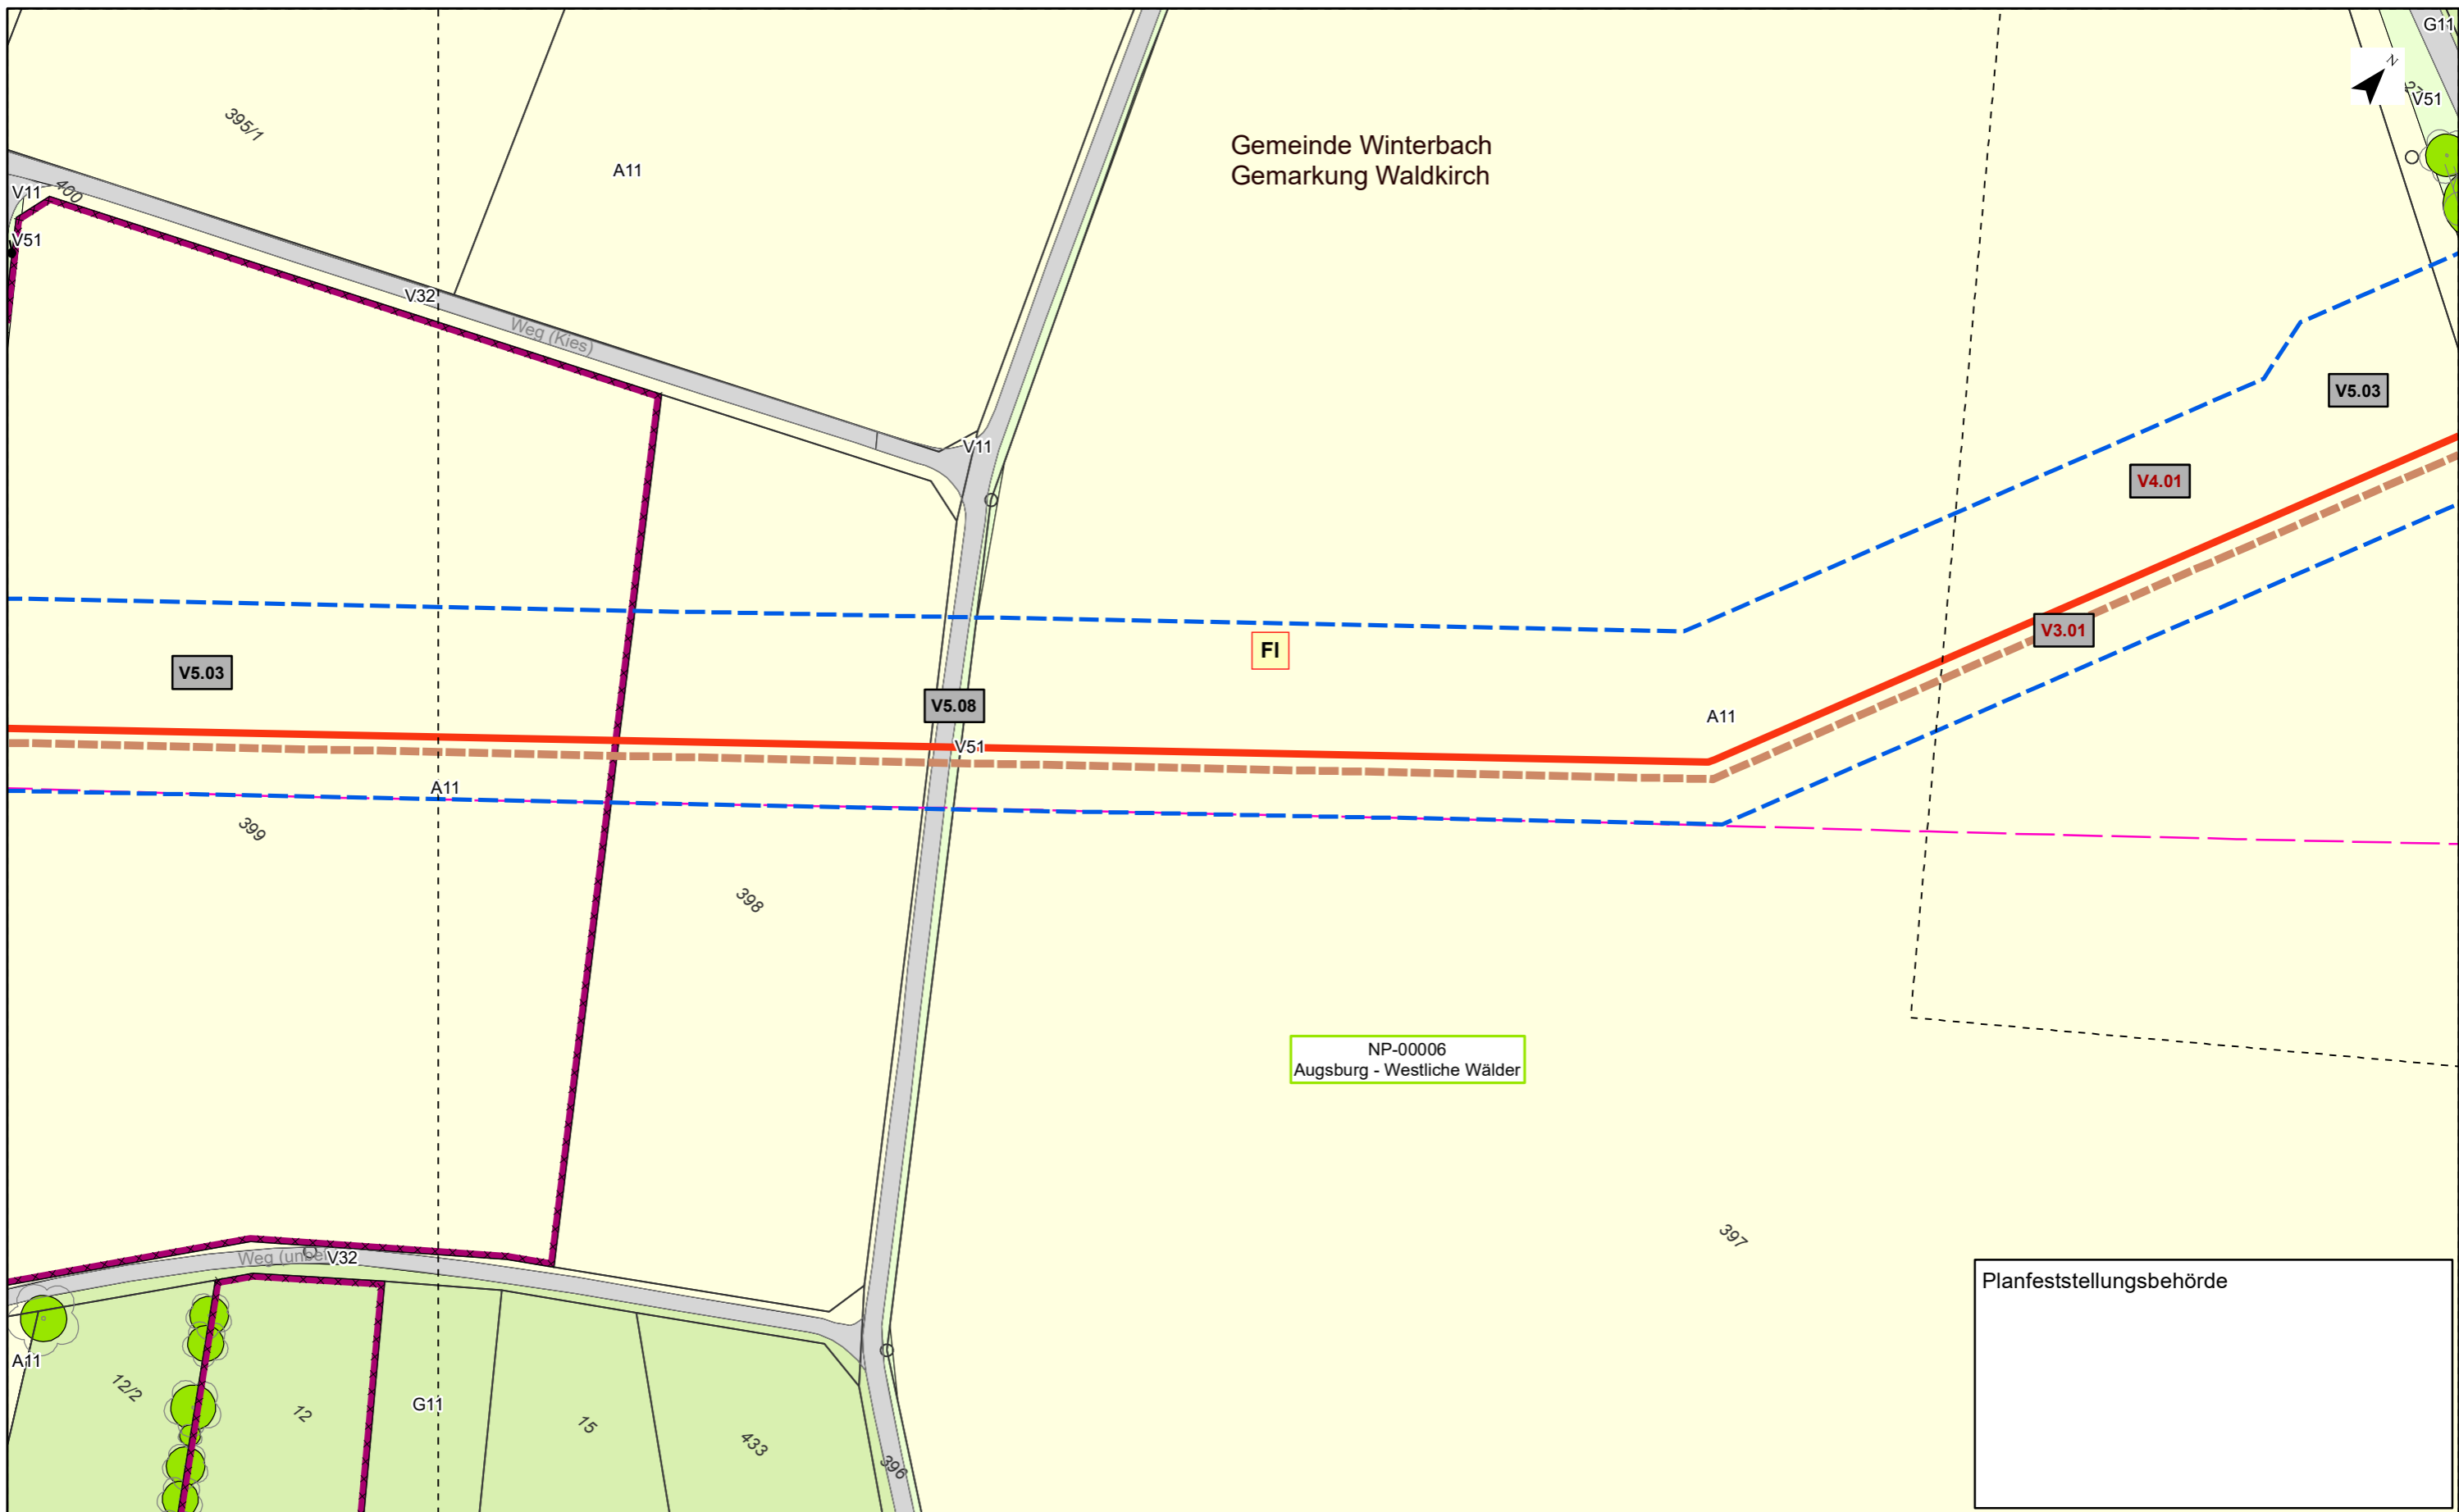 G11
N
V51
395/1
A11
Gemeinde Winterbach
Gemarkung Waldkirch
V11
400
V51
V32
Weg (Kies)
V11
V5.03
V4.01
V3.01
FI
V5.03
V5.08
A11
V51
A11
399
398
NP-00006
Augsburg - Westliche Wälder
397
V32
Planfeststellungsbehörde
A11
12/2
12
G11
15
433
396